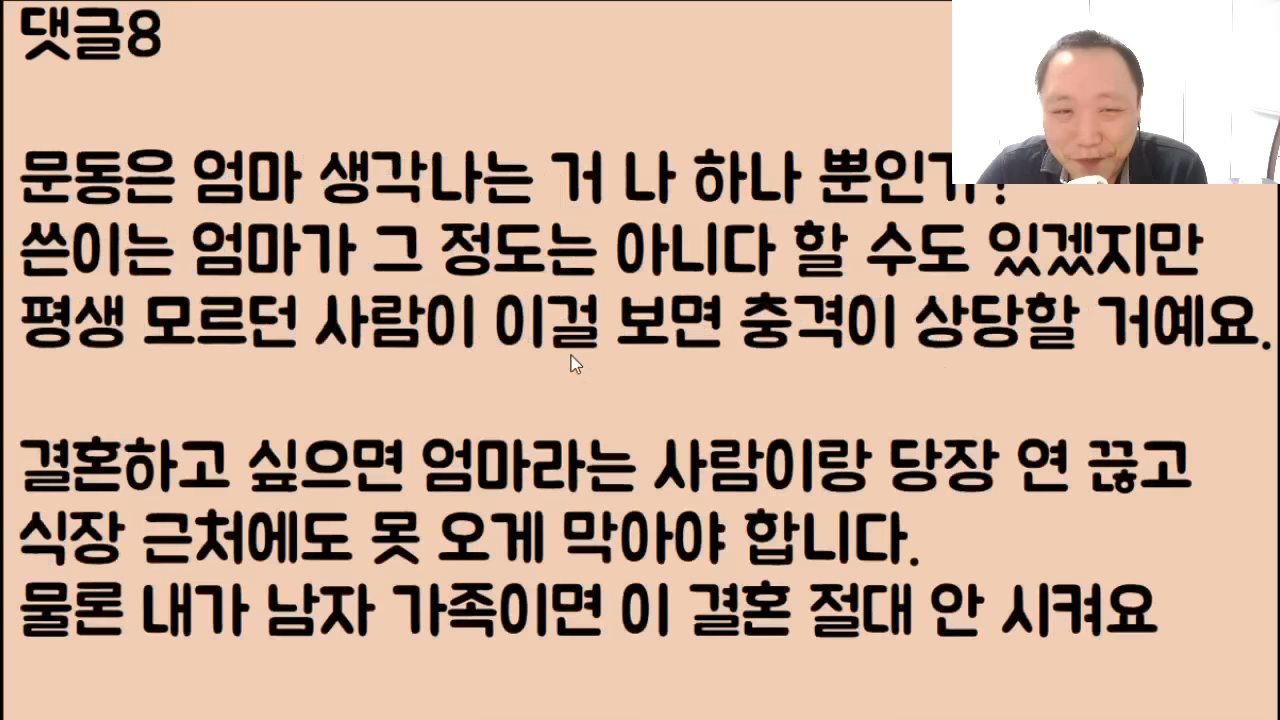 댓글8
문동은 엄마 생각나는 거 나 하나 뿐인가?
쓴이는 엄마가 그 정도는 아니다 할 수도 있겠지만
평생 모르던 사람이 이걸 보면 충격이 상당할 거예요.
결혼하고 싶으면 엄마라는 사람이랑 당장 연 끊고
식장 근처에도 못 오게 막아야 합니다.
물론 내가 남자 가족이면 이 결혼 절대 안 시켜요